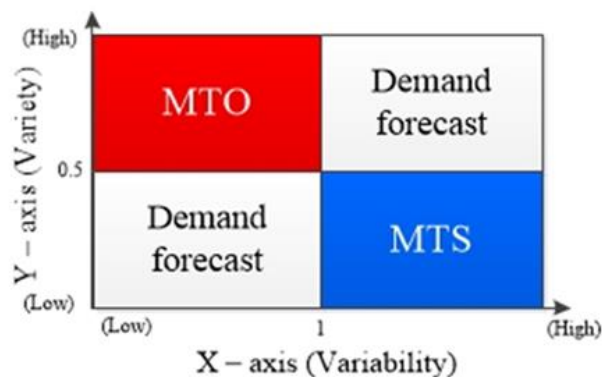 (High)
MTO
Demand
forecast
Y – axis (Variety)
0.5
Demand
forecast
MTS
(Low)
(Low)
1
(High)
X – axis (Variability)